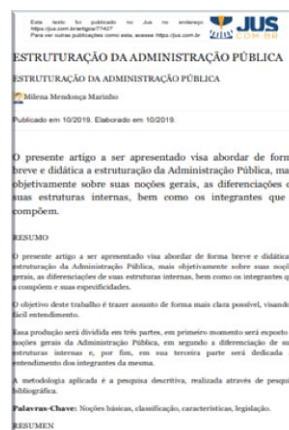 Este texto foi publicado no Jus no endereço
https://jus.com.br/artigos/77427
Para ver outras publicações como esta, acesse https://jus.com.br
JUS
COM.BR
ESTRUTURAÇÃO DA ADMINISTRAÇÃO PÚBLICA
ESTRUTURAÇÃO DA ADMINISTRAÇÃO PÚBLICA
Milena Mendonça Marinho
Publicado em 10/2019. Elaborado em 10/2019.
O presente artigo a ser apresentado visa abordar de form
breve e didática a estruturação da Administração Pública, ma
objetivamente sobre suas noções gerais, as diferenciações d
suas estruturas internas, bem como os integrantes que
compõem.
RESUMO
O presente artigo a ser apresentado visa abordar de forma breve e didática
estruturação da Administração Pública, mais objetivamente sobre suas noçõ
gerais, as diferenciações de suas estruturas internas, bem como os integrantes qu
a compõem e suas especificidades.
O objetivo deste trabalho é trazer assunto de forma mais clara possível, visando
fácil entendimento.
Essa produção será dividida em três partes, em primeiro momento será exposto
noções gerais da Administração Pública, em segundo a diferenciação de su
estruturas internas e, por fim, em sua terceira parte será dedicada
entendimento dos integrantes da mesma.
A metodologia aplicada é a pesquisa descritiva, realizada através de pesqui
bibliográfica.
Palavras-Chave: Noções básicas, classificação, características, legislação.
RESUMEN